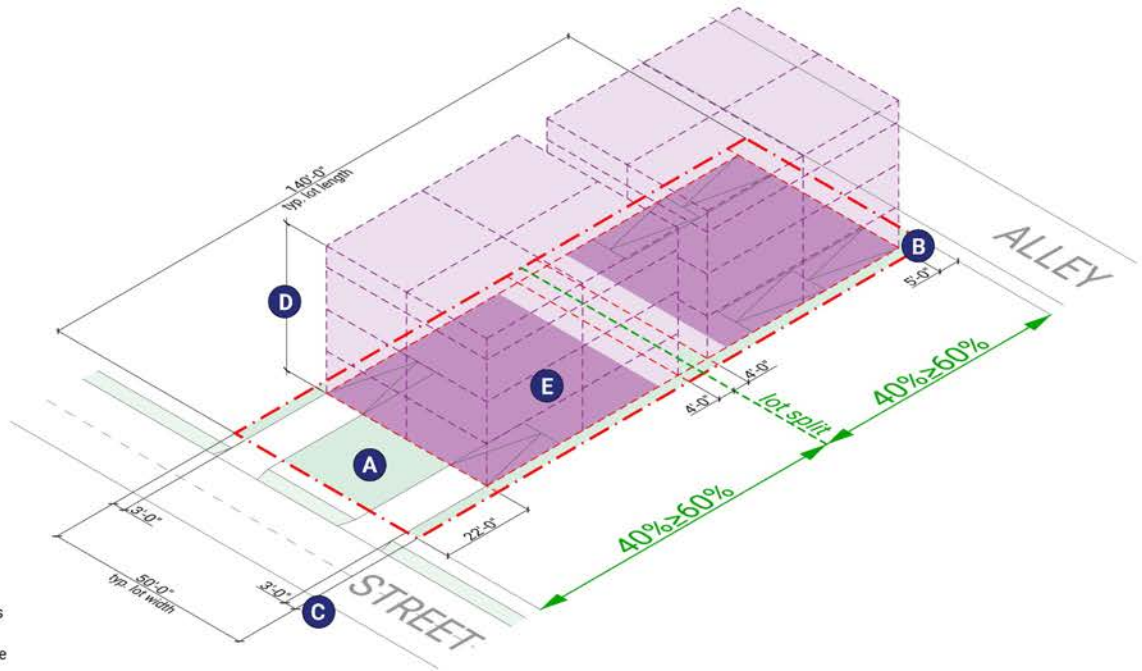 140'-0"
typ. lot length
D
ALLEY
B
5'-0"
E
4'-0"
4'-0"
lot split
40%≥60%
A
40%≥60%
22'-0"
3'-0"
50'-0"
typ. lot width
3'-0"
C
STREET
s
e